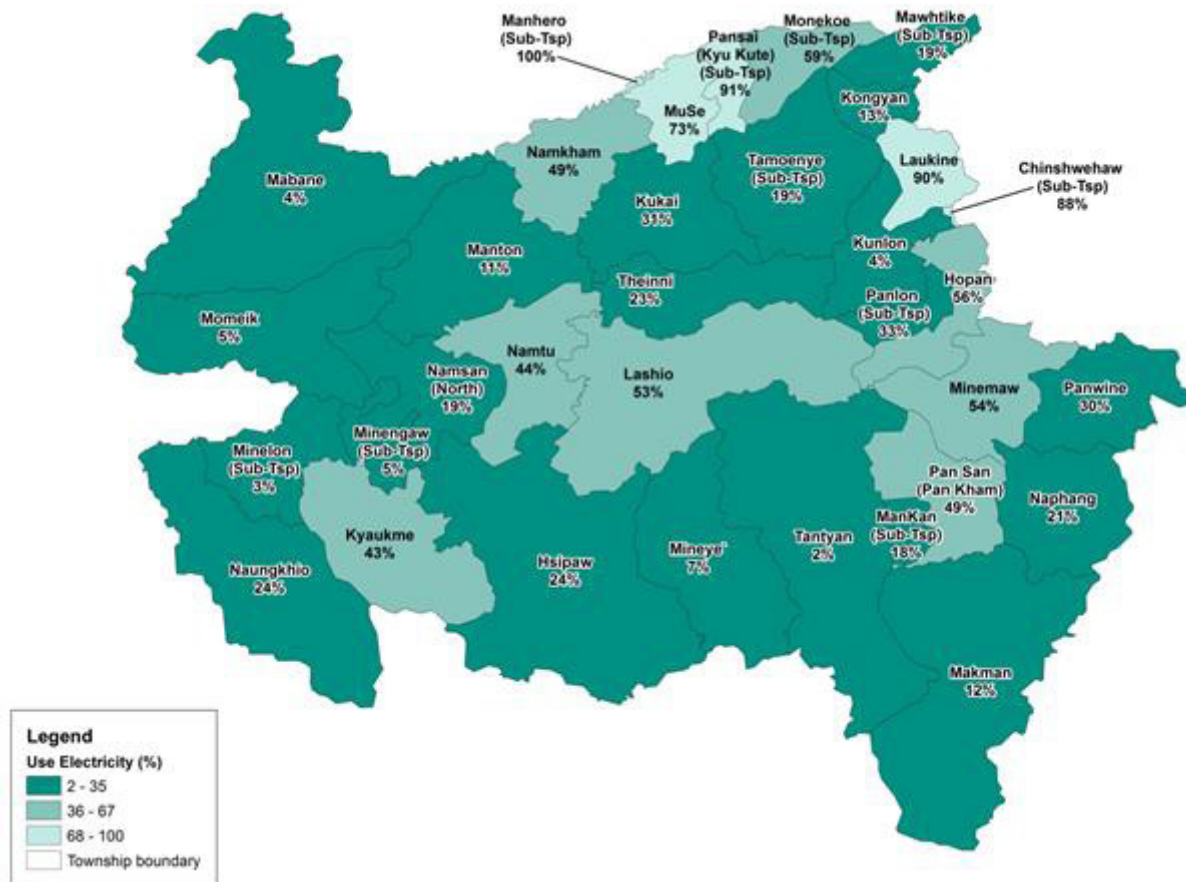 Manhero
(Sub-Tsp)
100%
Pansai
(Kyu Kute)
(Sub-Tsp)
91%
Monekoe
(Sub-Tsp)
59%
Mawhtike
(Sub-Tsp)
19%
Kongyan
13%
MuSe
73%
Namkham
49%
Laukine
90%
Chinshwehaw
(Sub-Tsp)
88%
Mabane
4%
Kukai
31%
Tamoenye
(Sub-Tsp)
19%
Manton
11%
Kunlon
4%
Hopan
56%
Theinni
23%
Panlon
(Sub-Tsp)
33%
Momeik
5%
Namtu
44%
Lashio
53%
Namsan
(North)
19%
Minemaw
54%
Panwine
30%
Minelon
(Sub-Tsp)
3%
Minengaw
(Sub-Tsp)
5%
Pan San
(Pan Kham)
49%
Naphang
21%
ManKan
(Sub-Tsp)
18%
Kyaukme
43%
Naungkhio
24%
Hsipaw
24%
Mineye'
7%
Tantyan
2%
Makman
12%
Legend
Use Electricity (%)
2 - 35
36 - 67
68 - 100
Township boundary